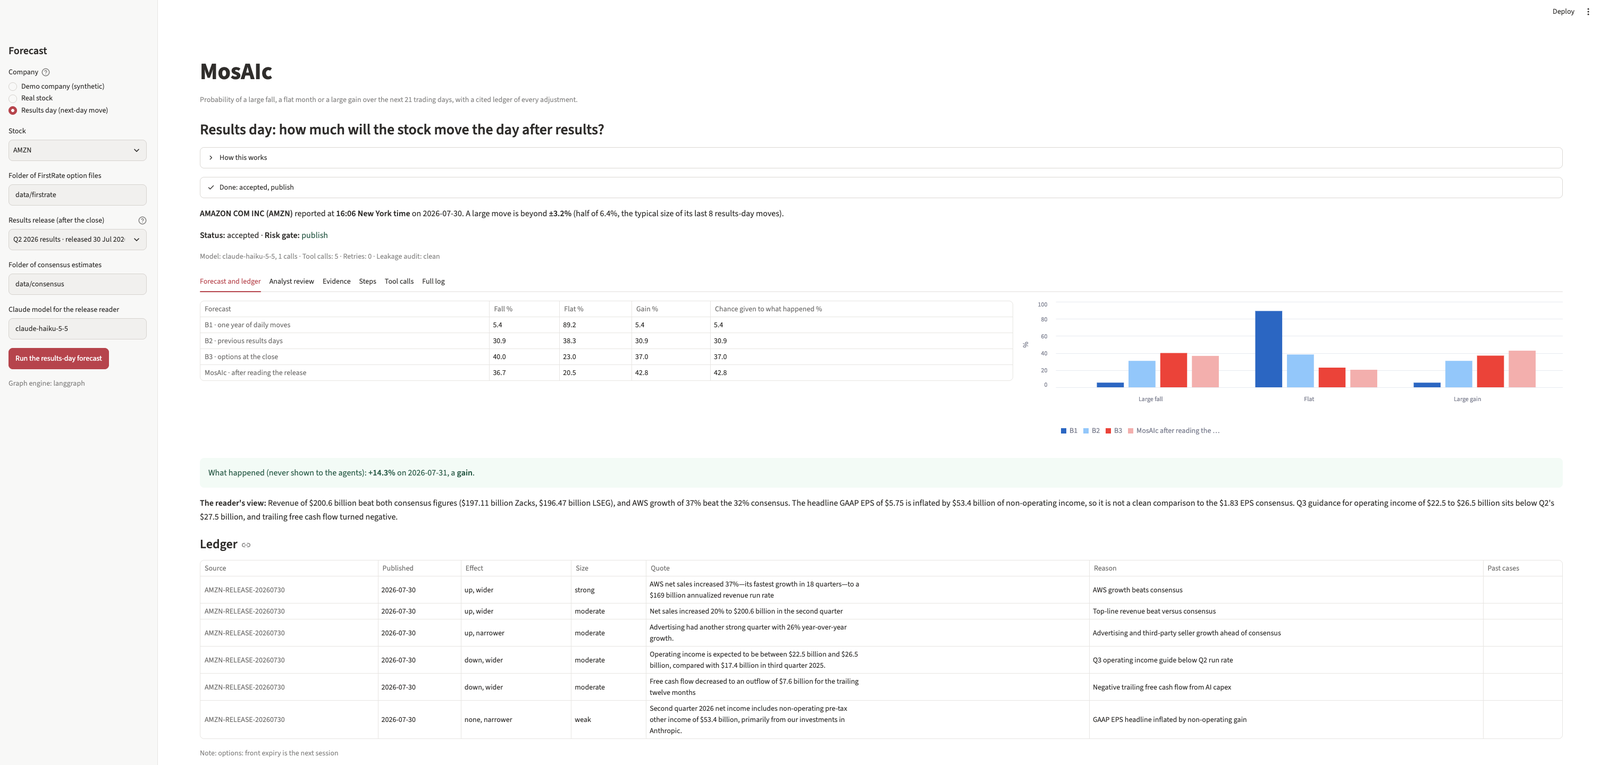 Deploy
Forecast
Company
Demo company (synthetic)
Real stock
Results day (next-day move)
Stock
AMZN
Folder of FirstRate option files
data/firstrate
Results release (after the close)
Q2 2026 results · released 30 Jul 202
Folder of consensus estimates
data/consensus
Claude model for the release reader
claude-haiku-5-5
Run the results-day forecast
Graph engine: langgraph
MosAIc
Probability of a large fall, a flat month or a large gain over the next 21 trading days, with a cited ledger of every adjustment.
Results day: how much will the stock move the day after results?
How this works
Done: accepted, publish
AMAZON COM INC (AMZN) reported at 16:06 New York time on 2026-07-30. A large move is beyond ±3.2% (half of 6.4%, the typical size of its last 8 results-day moves).
Status: accepted · Risk gate: publish
Model: claude-haiku-5-5, 1 calls · Tool calls: 5 · Retries: 0 · Leakage audit: clean
Forecast and ledger Analyst review Evidence Steps Tool calls Full log
Forecast Fall % Flat % Gain % Chance given to what happened %
B1 · one year of daily moves 5.4 89.2 5.4 5.4
B2 · previous results days 30.9 38.3 30.9 30.9
B3 · options at the close 40.0 23.0 37.0 37.0
MosAIc · after reading the release 36.7 20.5 42.8 42.8
100
80
60
40
20
0
%
Large fall Flat Large gain
B1 B2 B3 MosAIc after reading the …
What happened (never shown to the agents): +14.3% on 2026-07-31, a gain.
The reader's view: Revenue of $200.6 billion beat both consensus figures ($197.11 billion Zacks, $196.47 billion LSEG), and AWS growth of 37% beat the 32% consensus. The headline GAAP EPS of $5.75 is inflated by $53.4 billion of non-operating income, so it is not a clean comparison to the $1.83 EPS consensus. Q3 guidance for operating income of $22.5 to $26.5 billion sits below Q2's
$27.5 billion, and trailing free cash flow turned negative.
Ledger
Source Published Effect Size Quote Reason Past cases
AMZN-RELEASE-20260730 2026-07-30 up, wider strong AWS net sales increased 37%—its fastest growth in 18 quarters—to a
$169 billion annualized revenue run rate AWS growth beats consensus
AMZN-RELEASE-20260730 2026-07-30 up, wider moderate Net sales increased 20% to $200.6 billion in the second quarter Top-line revenue beat versus consensus
AMZN-RELEASE-20260730 2026-07-30 up, narrower moderate Advertising had another strong quarter with 26% year-over-year
growth. Advertising and third-party seller growth ahead of consensus
AMZN-RELEASE-20260730 2026-07-30 down, wider moderate Operating income is expected to be between $22.5 billion and $26.5
billion, compared with $17.4 billion in third quarter 2025. Q3 operating income guide below Q2 run rate
AMZN-RELEASE-20260730 2026-07-30 down, wider moderate Free cash flow decreased to an outflow of $7.6 billion for the trailing
twelve months Negative trailing free cash flow from AI capex
AMZN-RELEASE-20260730 2026-07-30 none, narrower weak Second quarter 2026 net income includes non-operating pre-tax
other income of $53.4 billion, primarily from our investments in
Anthropic. GAAP EPS headline inflated by non-operating gain
Note: options: front expiry is the next session